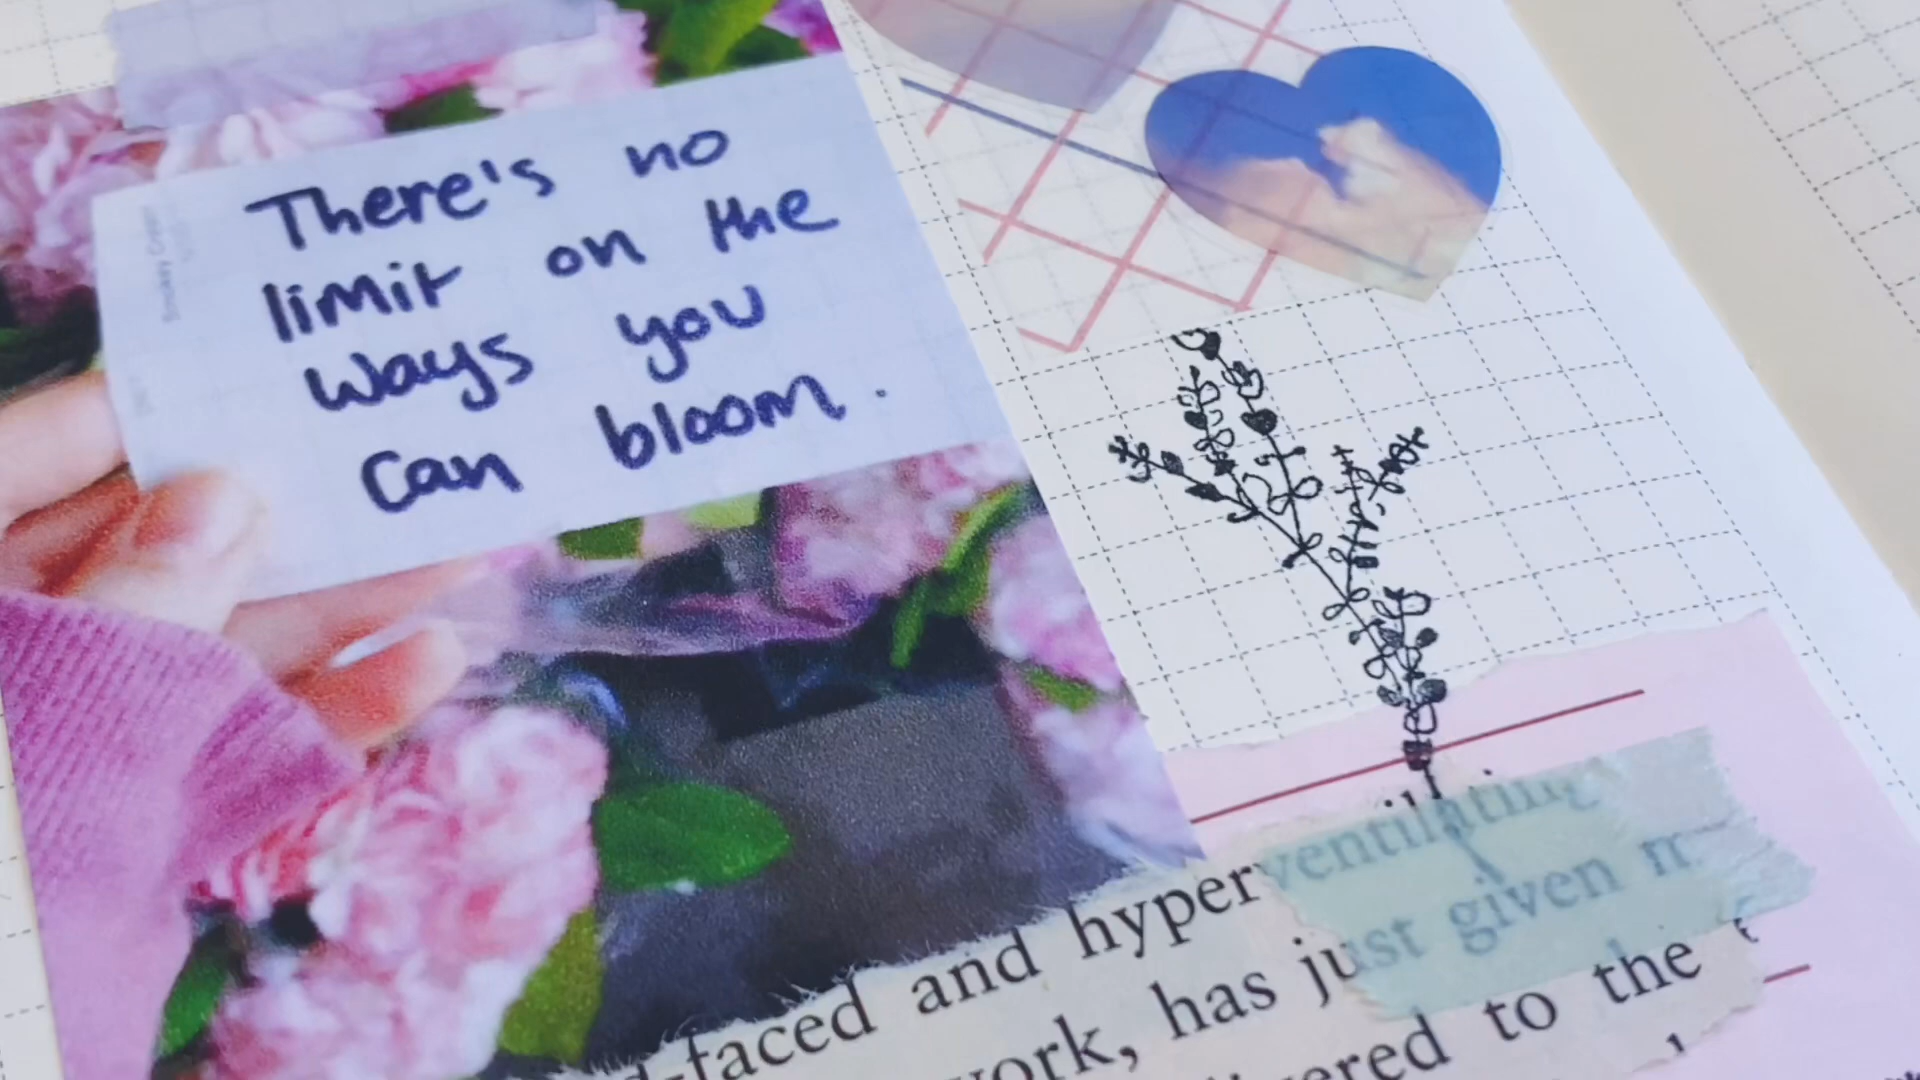 There's no
limit on the
ways you
can bloom.
ventilating
-faced and hyper
work, has just given
ered to the